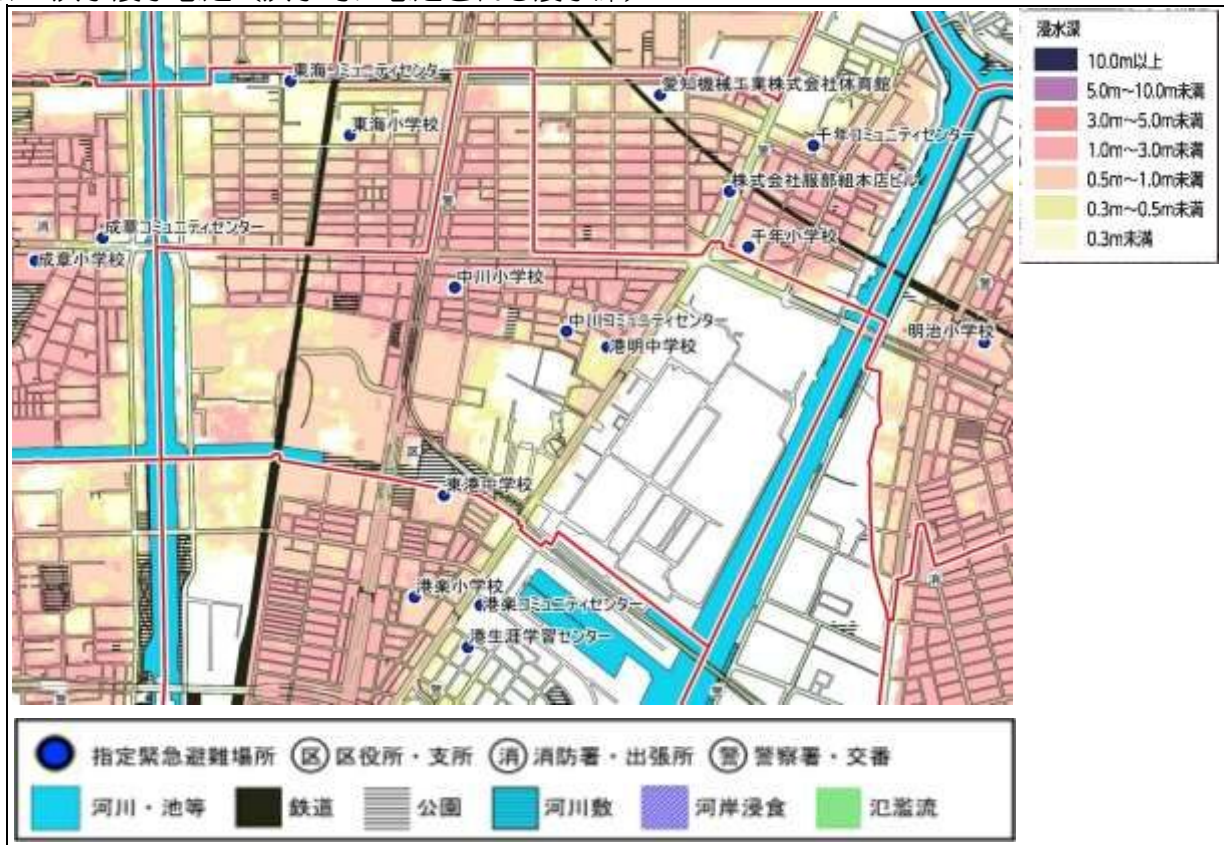 東海コミュニティセンター
愛知機械工業株式会社体育館
東海小学校
千年コミュニティセンター
警
株式会社服部組本店ビル
警
消
成章コミュニティセンター
千年小学校
成章小学校
中川小学校
警
中川コミュニティセンター
港明中学校
明治小学校
区
東港中学校
消
港楽小学校
港楽コミュニティセンター
港生涯学習センター
警
警
警
浸水深
10.0m以上
5.0m～10.0m未満
3.0m～5.0m未満
1.0m～3.0m未満
0.5m～1.0m未満
0.3m～0.5m未満
0.3m未満
指定緊急避難場所 区 区役所・支所 消 消防署・出張所 警 警察署・交番
河川・池等 鉄道 公園 河川敷 河岸浸食 氾濫流